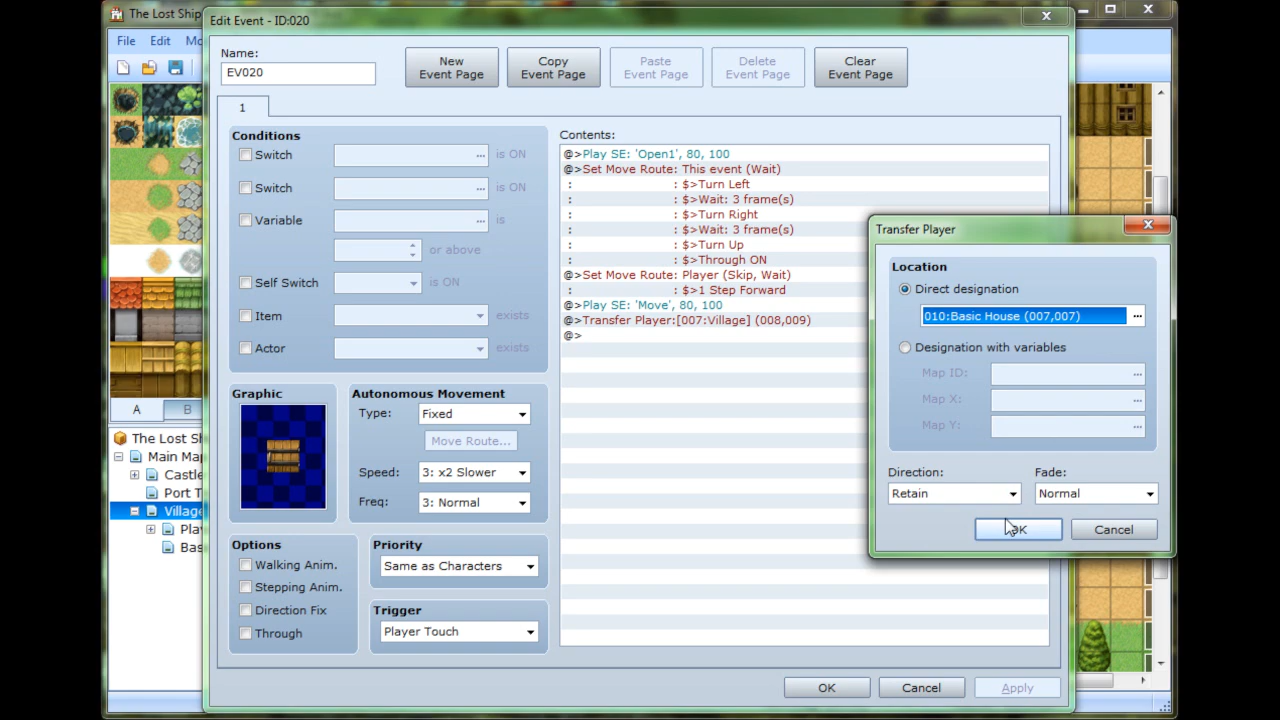 The Lost Ship
Edit Event - ID:020
File Edit Mo
Name:
EV020
New
Event Page
Copy
Event Page
Paste
Event Page
Delete
Event Page
Clear
Event Page
1
Conditions
Switch ... is ON
Switch ... is ON
Variable ... is
or above
Self Switch is ON
Item exists
Actor exists
Graphic
Autonomous Movement
Type: Fixed
Move Route...
Speed: 3: x2 Slower
Freq: 3: Normal
Options
Walking Anim.
Stepping Anim.
Direction Fix
Through
Priority
Same as Characters
Trigger
Player Touch
Contents:
@>Play SE: 'Open1', 80, 100
@>Set Move Route: This event (Wait)
: : $>Turn Left
: : $>Wait: 3 frame(s)
: : $>Turn Right
: : $>Wait: 3 frame(s)
: : $>Turn Up
: : $>Through ON
@>Set Move Route: Player (Skip, Wait)
: : $>1 Step Forward
@>Play SE: 'Move', 80, 100
@>Transfer Player:[007:Village] (008,009)
@>
OK Cancel Apply
Transfer Player
Location
Direct designation
010:Basic House (007,007) ...
Designation with variables
Map ID: ...
Map X: ...
Map Y: ...
Direction: Fade:
Retain Normal
OK Cancel
A B
The Lost Sh
Main Map
Castle
Port T
Village
Play
Bas